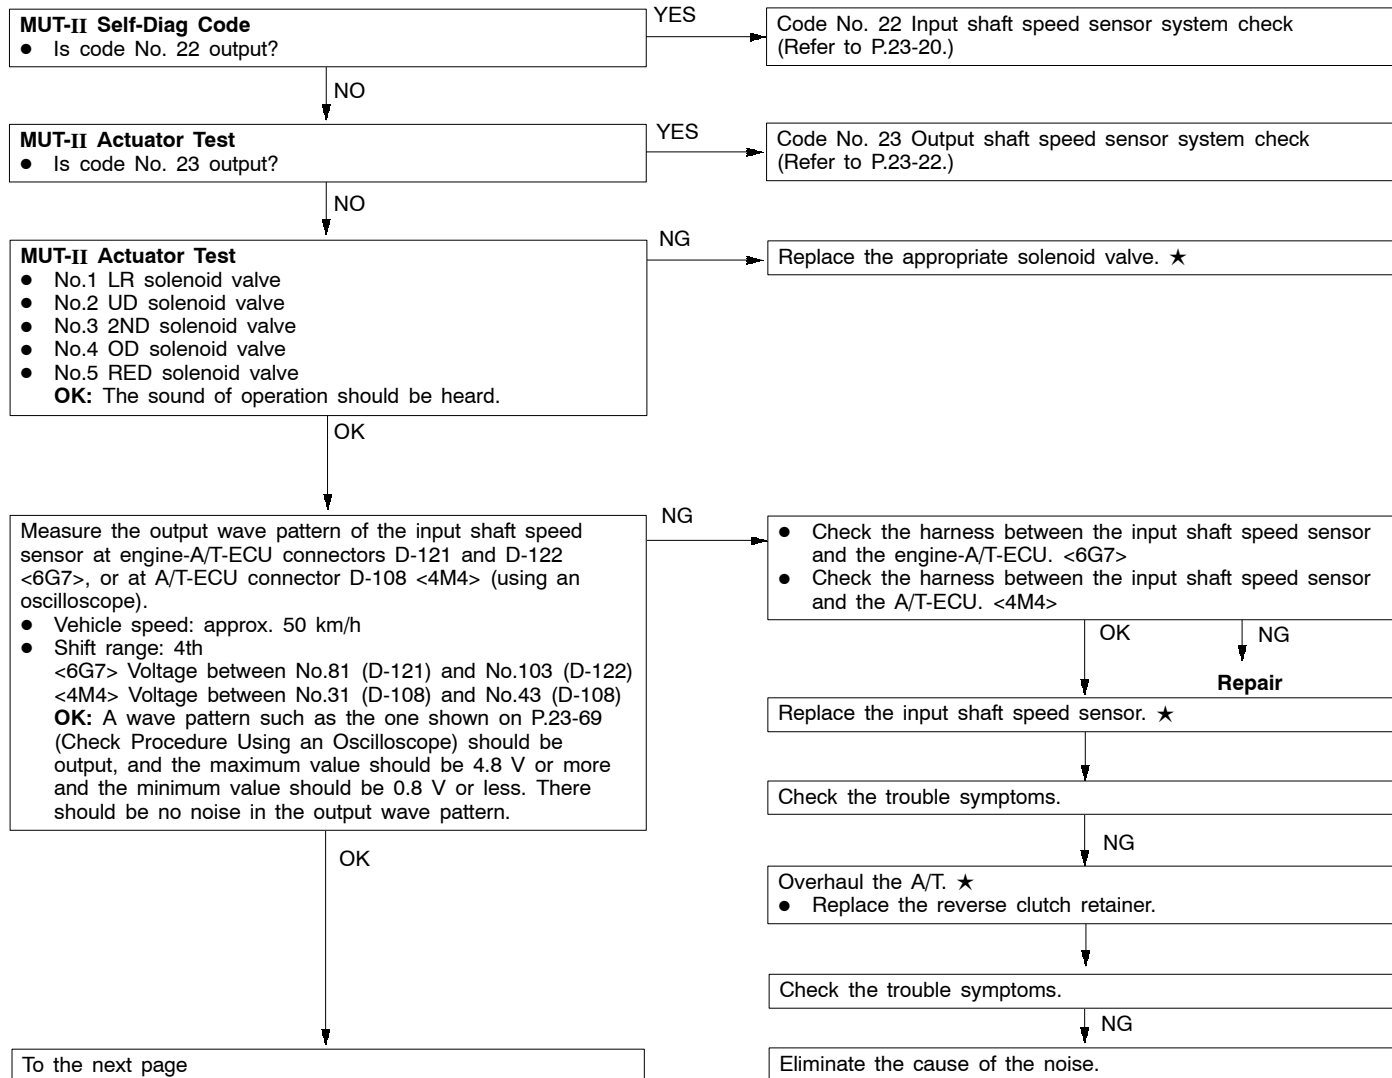 MUT-II Self-Diag Code
● Is code No. 22 output?
YES
Code No. 22 Input shaft speed sensor system check
(Refer to P.23-20.)
NO
MUT-II Actuator Test
● Is code No. 23 output?
YES
Code No. 23 Output shaft speed sensor system check
(Refer to P.23-22.)
NO
MUT-II Actuator Test
● No.1 LR solenoid valve
● No.2 UD solenoid valve
● No.3 2ND solenoid valve
● No.4 OD solenoid valve
● No.5 RED solenoid valve
OK: The sound of operation should be heard.
NG
Replace the appropriate solenoid valve. ★
OK
Measure the output wave pattern of the input shaft speed
sensor at engine-A/T-ECU connectors D-121 and D-122
<6G7>, or at A/T-ECU connector D-108 <4M4> (using an
oscilloscope).
● Vehicle speed: approx. 50 km/h
● Shift range: 4th
<6G7> Voltage between No.81 (D-121) and No.103 (D-122)
<4M4> Voltage between No.31 (D-108) and No.43 (D-108)
OK: A wave pattern such as the one shown on P.23-69
(Check Procedure Using an Oscilloscope) should be
output, and the maximum value should be 4.8 V or more
and the minimum value should be 0.8 V or less. There
should be no noise in the output wave pattern.
NG
● Check the harness between the input shaft speed sensor
and the engine-A/T-ECU. <6G7>
● Check the harness between the input shaft speed sensor
and the A/T-ECU. <4M4>
OK
NG
Repair
Replace the input shaft speed sensor. ★
Check the trouble symptoms.
NG
Overhaul the A/T. ★
● Replace the reverse clutch retainer.
Check the trouble symptoms.
NG
Eliminate the cause of the noise.
OK
To the next page